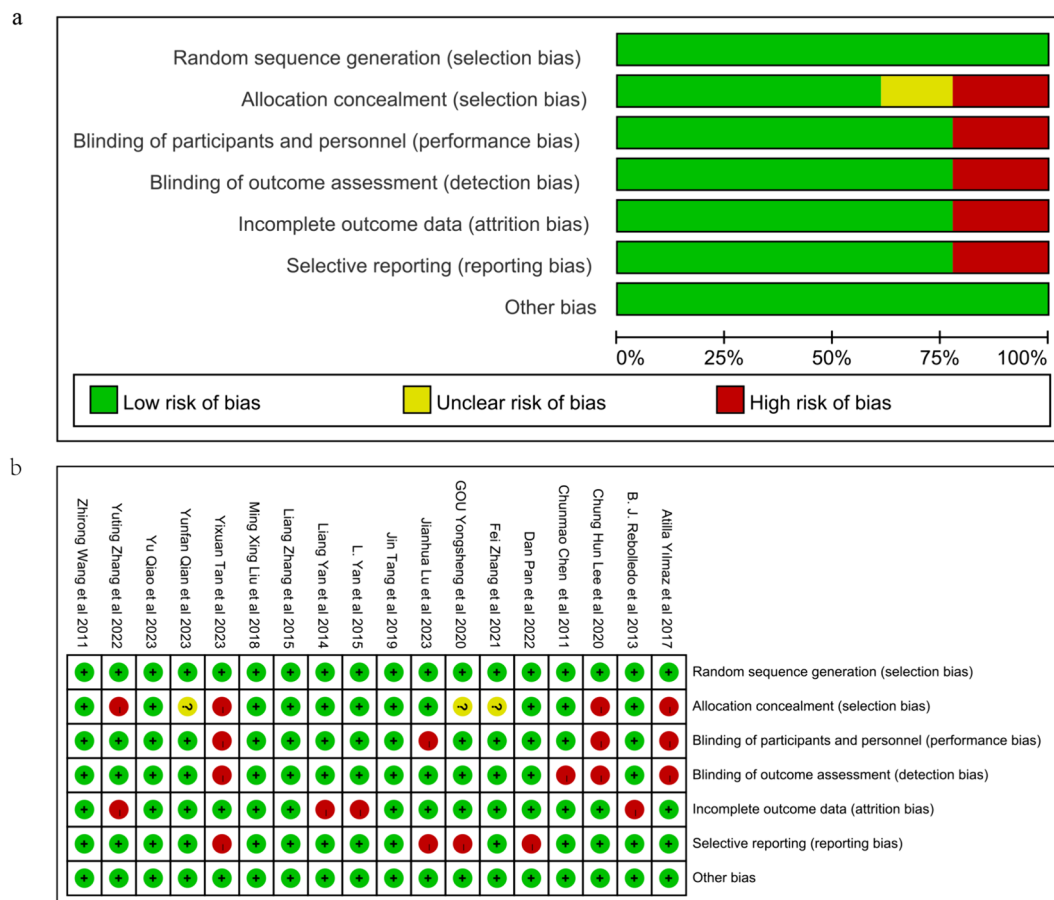 a
Random sequence generation (selection bias)
Allocation concealment (selection bias)
Blinding of participants and personnel (performance bias)
Blinding of outcome assessment (detection bias)
Incomplete outcome data (attrition bias)
Selective reporting (reporting bias)
Other bias
0% 25% 50% 75% 100%
Low risk of bias Unclear risk of bias High risk of bias
b
Zhirong Wang et al 2011
Yuting Zhang et al 2022
Yu Qiao et al 2023
Yunfan Qian et al 2023
Yixuan Tan et al 2023
Ming Xing Liu et al 2018
Liang Zhang et al 2015
Liang Yan et al 2014
L. Yan et al 2015
Jin Tang et al 2019
Jianhua Lu et al 2023
GOU Yongsheng et al 2020
Fei Zhang et al 2021
Dan Pan et al 2022
Chunmao Chen et al 2011
Chung Hun Lee et al 2020
B. J. Rebolledo et al 2013
Atilla Yılmaz et al 2017
+ + + + + + + + + + + + + + + + + + Random sequence generation (selection bias)
+ - + ? - + + + + + + ? ? + + - + - Allocation concealment (selection bias)
+ + + + - + + + + + - + + + + - + - Blinding of participants and personnel (performance bias)
+ + + + - + + + + + + + + + - - + - Blinding of outcome assessment (detection bias)
+ - + + + + + - - + + + + + + + - + Incomplete outcome data (attrition bias)
+ + + + - + + + + + - - + - + + + + Selective reporting (reporting bias)
+ + + + + + + + + + + + + + + + + + Other bias